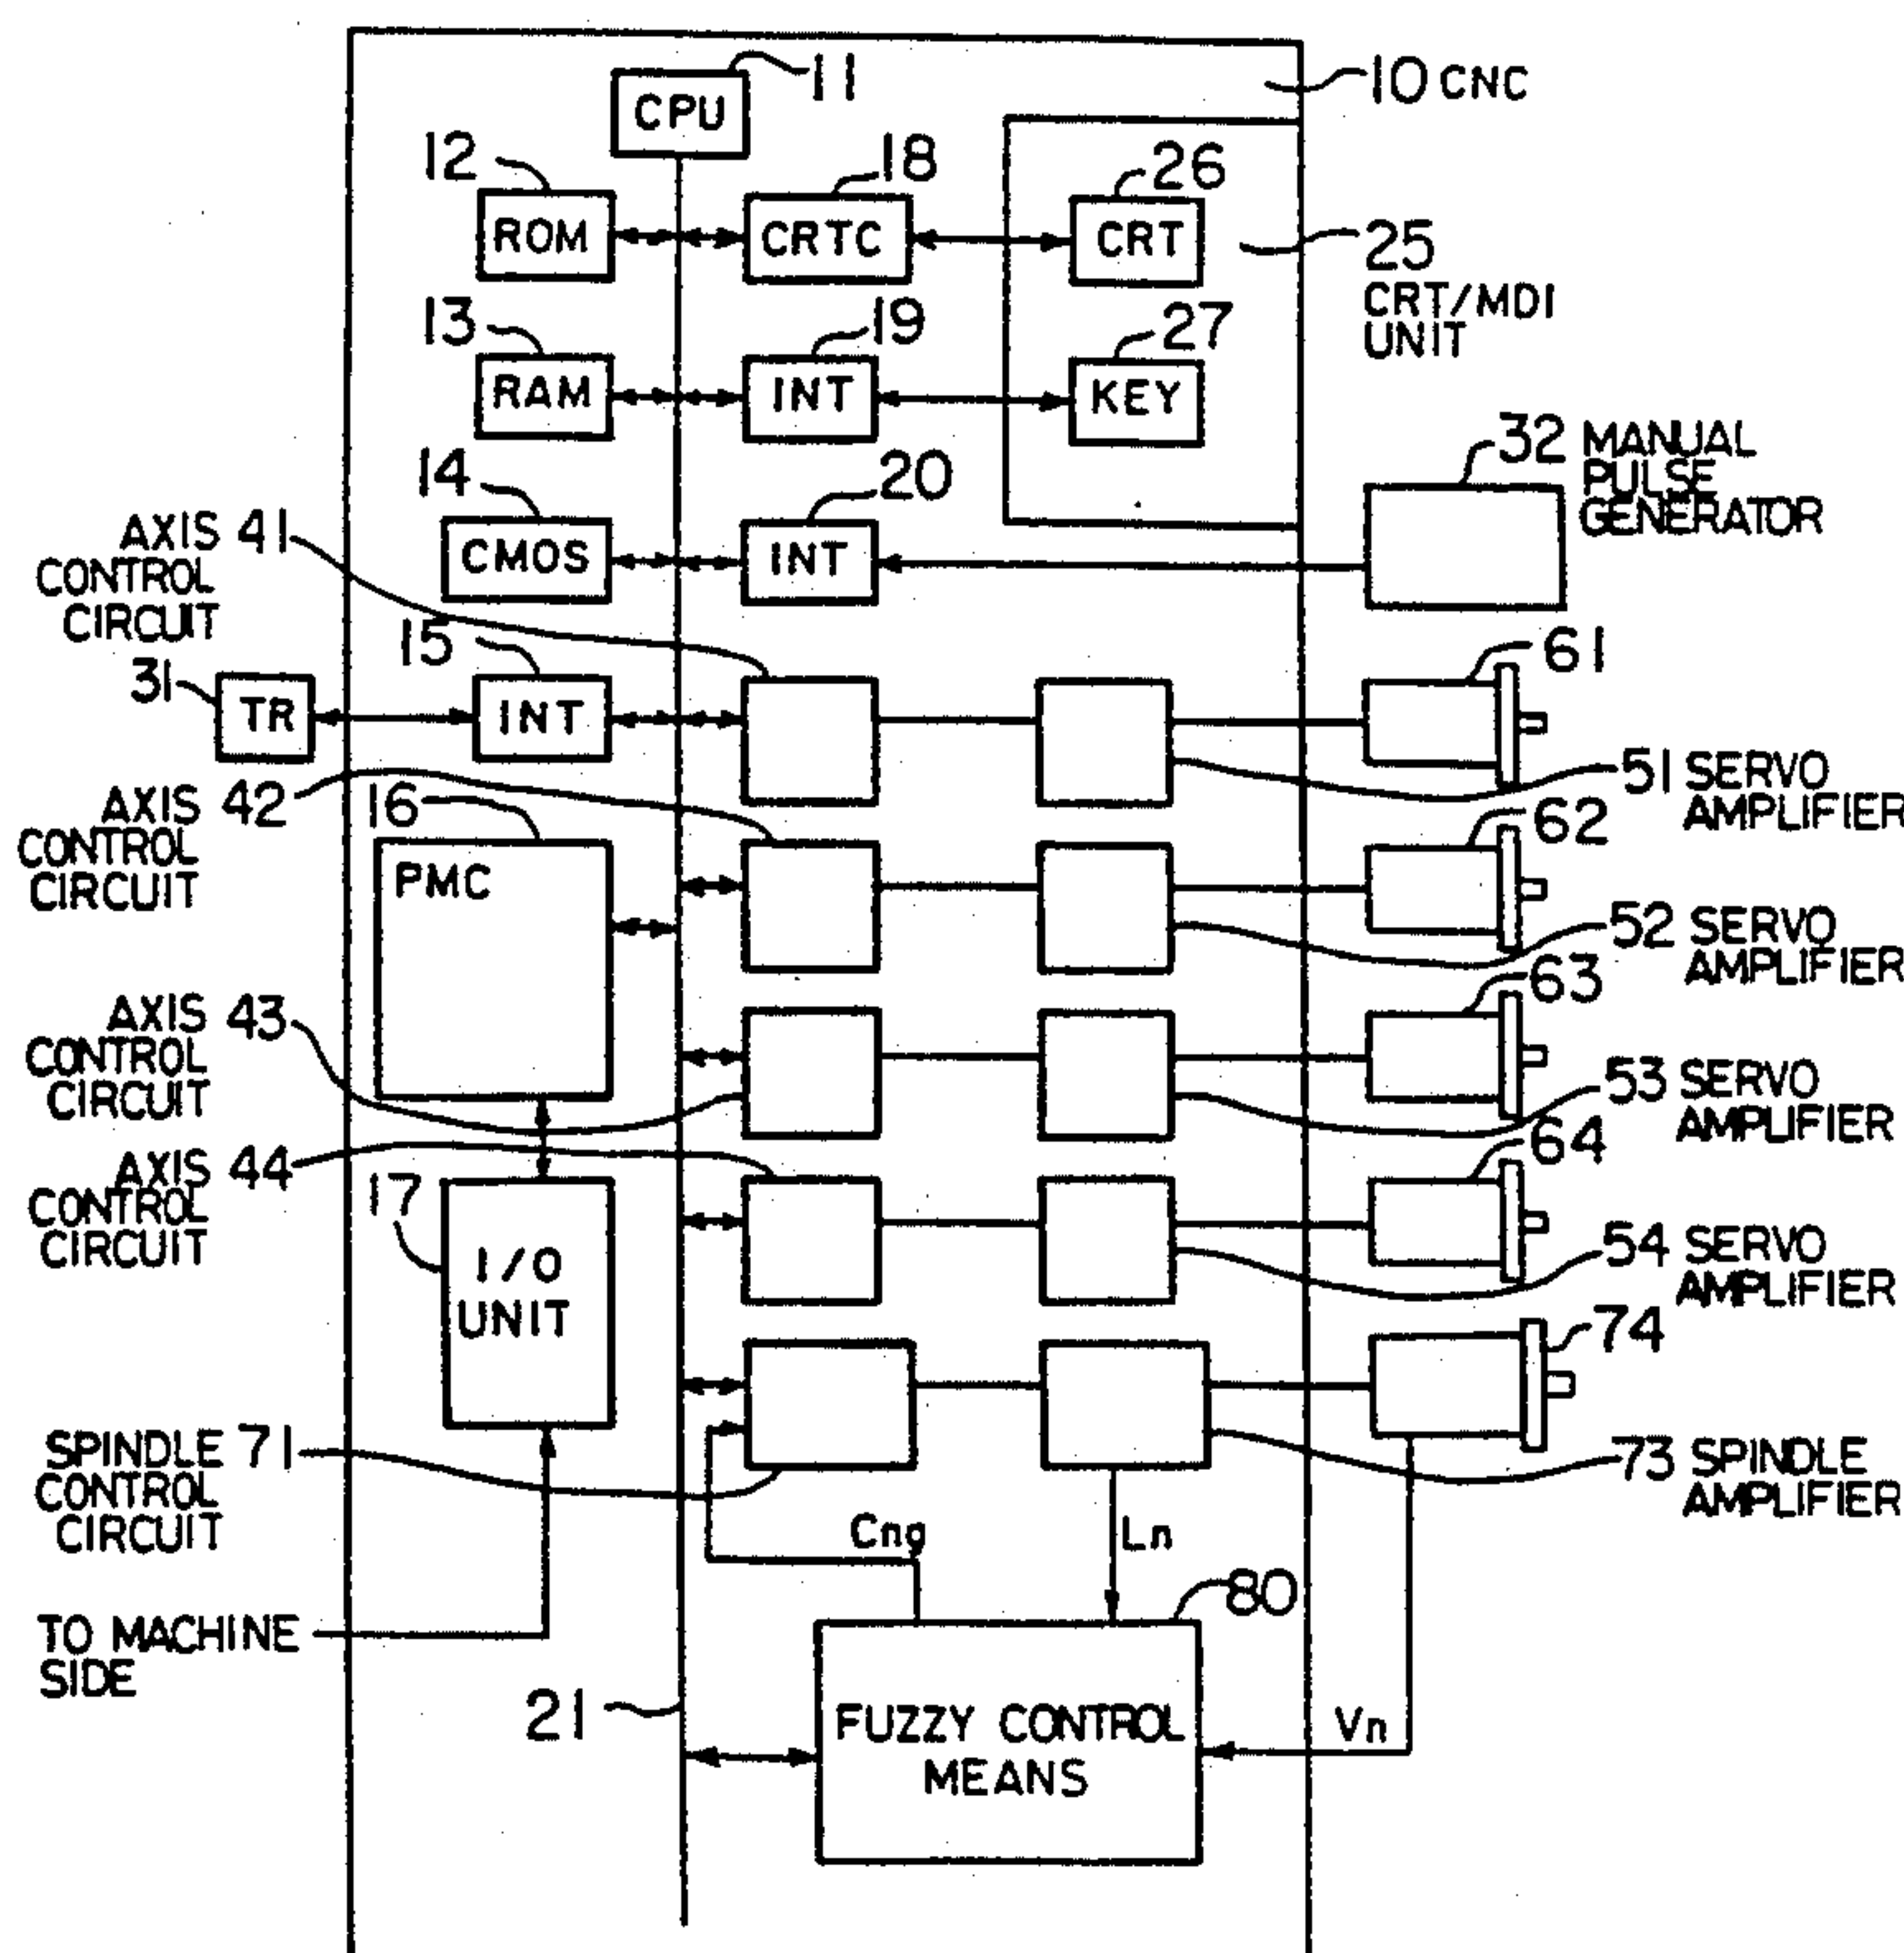 11
10 CNC
CPU
12
18
26
ROM
CRTC
CRT
25
CRT/MDI
UNIT
13
19
27
RAM
INT
KEY
32 MANUAL
PULSE
GENERATOR
14
20
AXIS 41
CONTROL
CIRCUIT
CMOS
INT
15
61
31
TR
INT
51 SERVO
AMPLIFIER
AXIS 42
CONTROL
CIRCUIT
16
62
PMC
52 SERVO
AMPLIFIER
AXIS 43
CONTROL
CIRCUIT
63
53 SERVO
AMPLIFIER
AXIS 44
CONTROL
CIRCUIT
17
64
I/O
UNIT
54 SERVO
AMPLIFIER
74
SPINDLE 71
CONTROL
CIRCUIT
73 SPINDLE
AMPLIFIER
Cng
Ln
80
TO MACHINE
SIDE
21
FUZZY CONTROL
MEANS
Vn